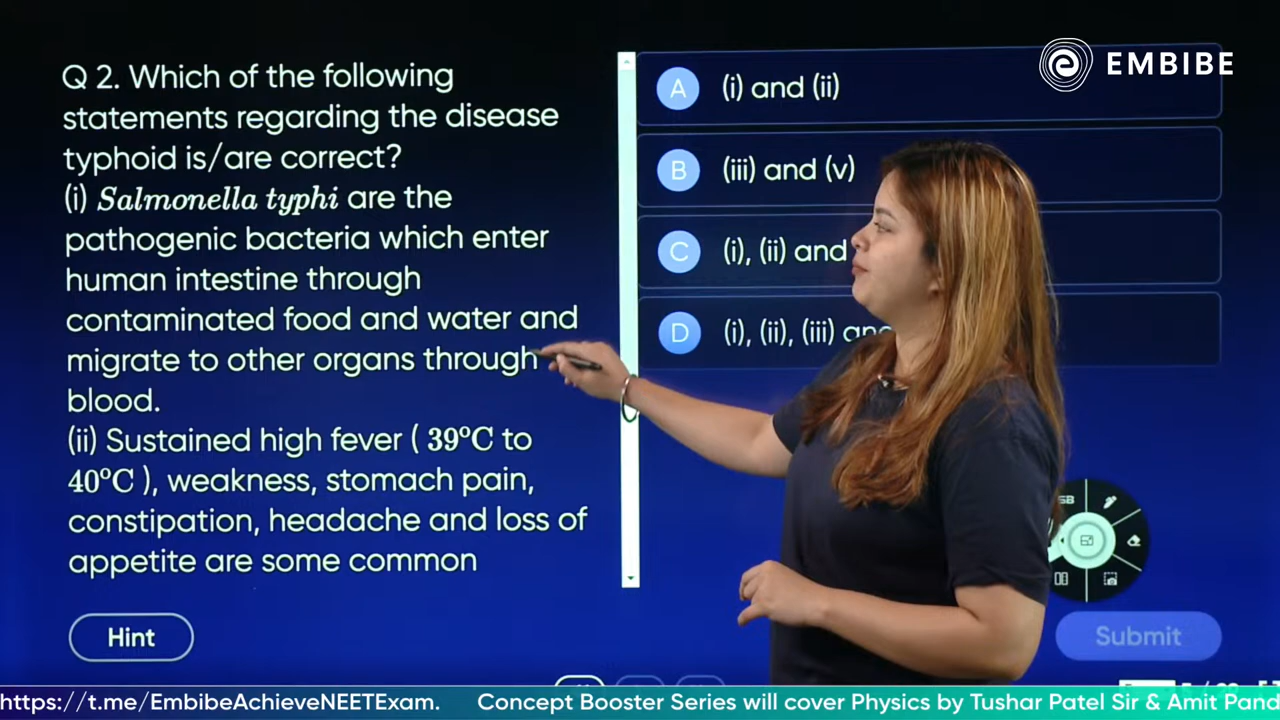 EMBIBE
Q 2. Which of the following
statements regarding the disease
typhoid is/are correct?
(i) Salmonella typhi are the
pathogenic bacteria which enter
human intestine through
contaminated food and water and
migrate to other organs through
blood.
(ii) Sustained high fever ( 39°C to
40°C ), weakness, stomach pain,
constipation, headache and loss of
appetite are some common
A (i) and (ii)
B (iii) and (v)
C (i), (ii) and
D (i), (ii), (iii) and
Hint
Submit
https://t.me/EmbibeAchieveNEETExam. Concept Booster Series will cover Physics by Tushar Patel Sir & Amit Pand